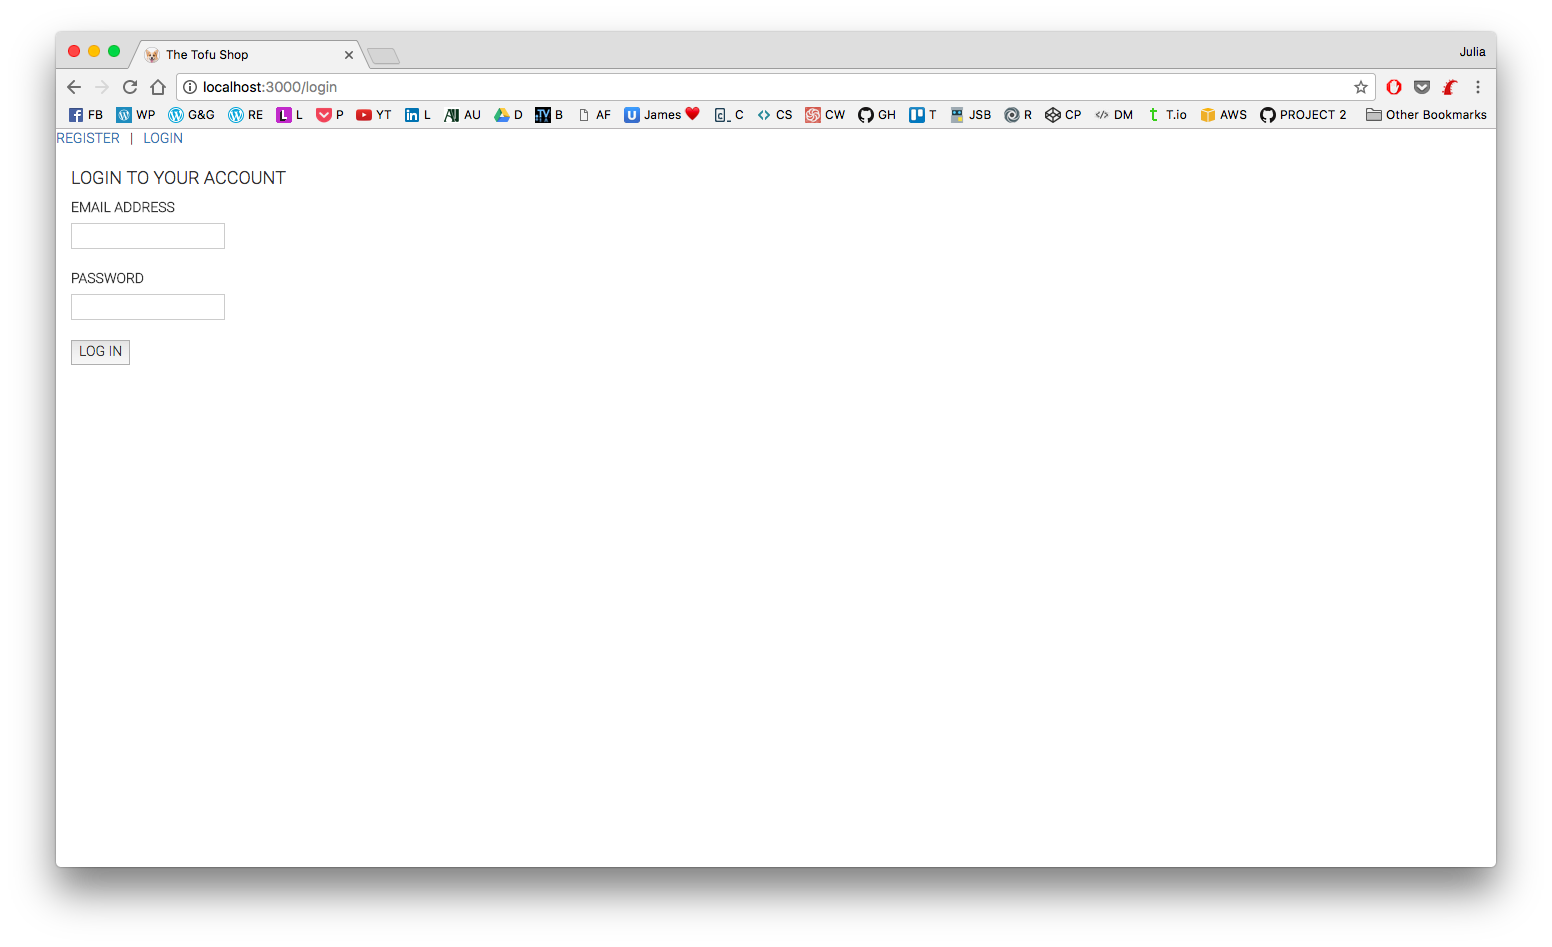 The Tofu Shop
Julia
localhost:3000/login
FB WP G&G RE L L P YT in L AU D B AF U James C CS CW GH T JSB R CP DM t T.io AWS PROJECT 2 Other Bookmarks
REGISTER | LOGIN
LOGIN TO YOUR ACCOUNT
EMAIL ADDRESS
PASSWORD
LOG IN